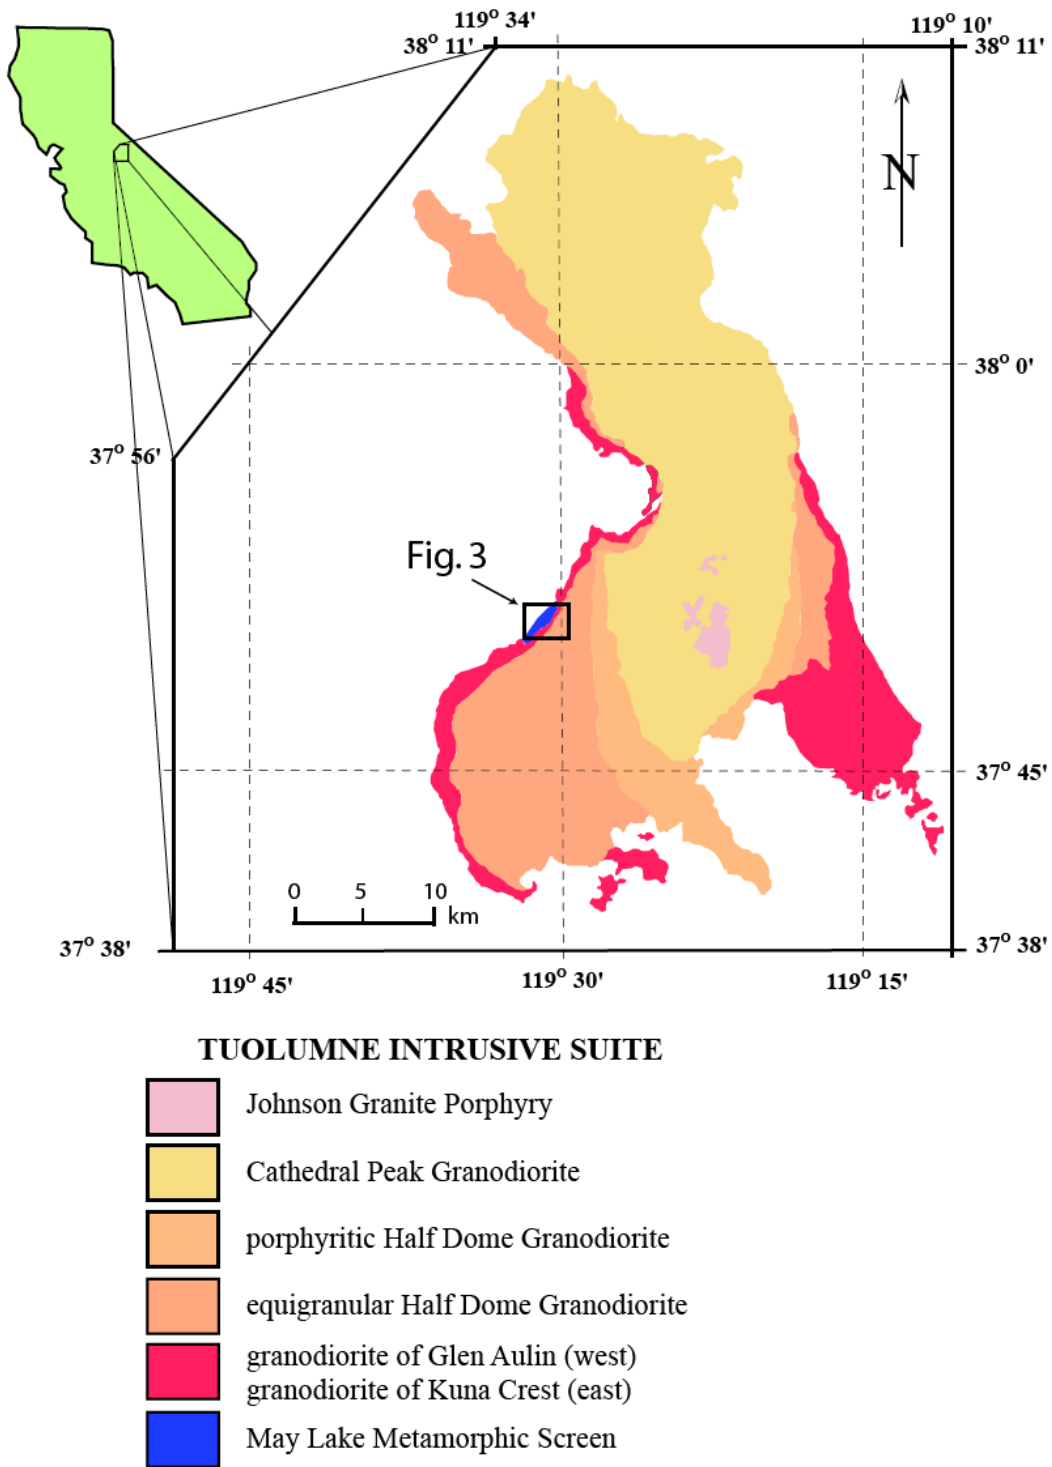 119° 34'
119° 10'
38° 11'
38° 11'
N
38° 0'
37° 56'
Fig. 3
37° 45'
0 5 10
km
37° 38'
37° 38'
119° 45'
119° 30'
119° 15'
TUOLUMNE INTRUSIVE SUITE
Johnson Granite Porphyry
Cathedral Peak Granodiorite
porphyritic Half Dome Granodiorite
equigranular Half Dome Granodiorite
granodiorite of Glen Aulin (west)
granodiorite of Kuna Crest (east)
May Lake Metamorphic Screen